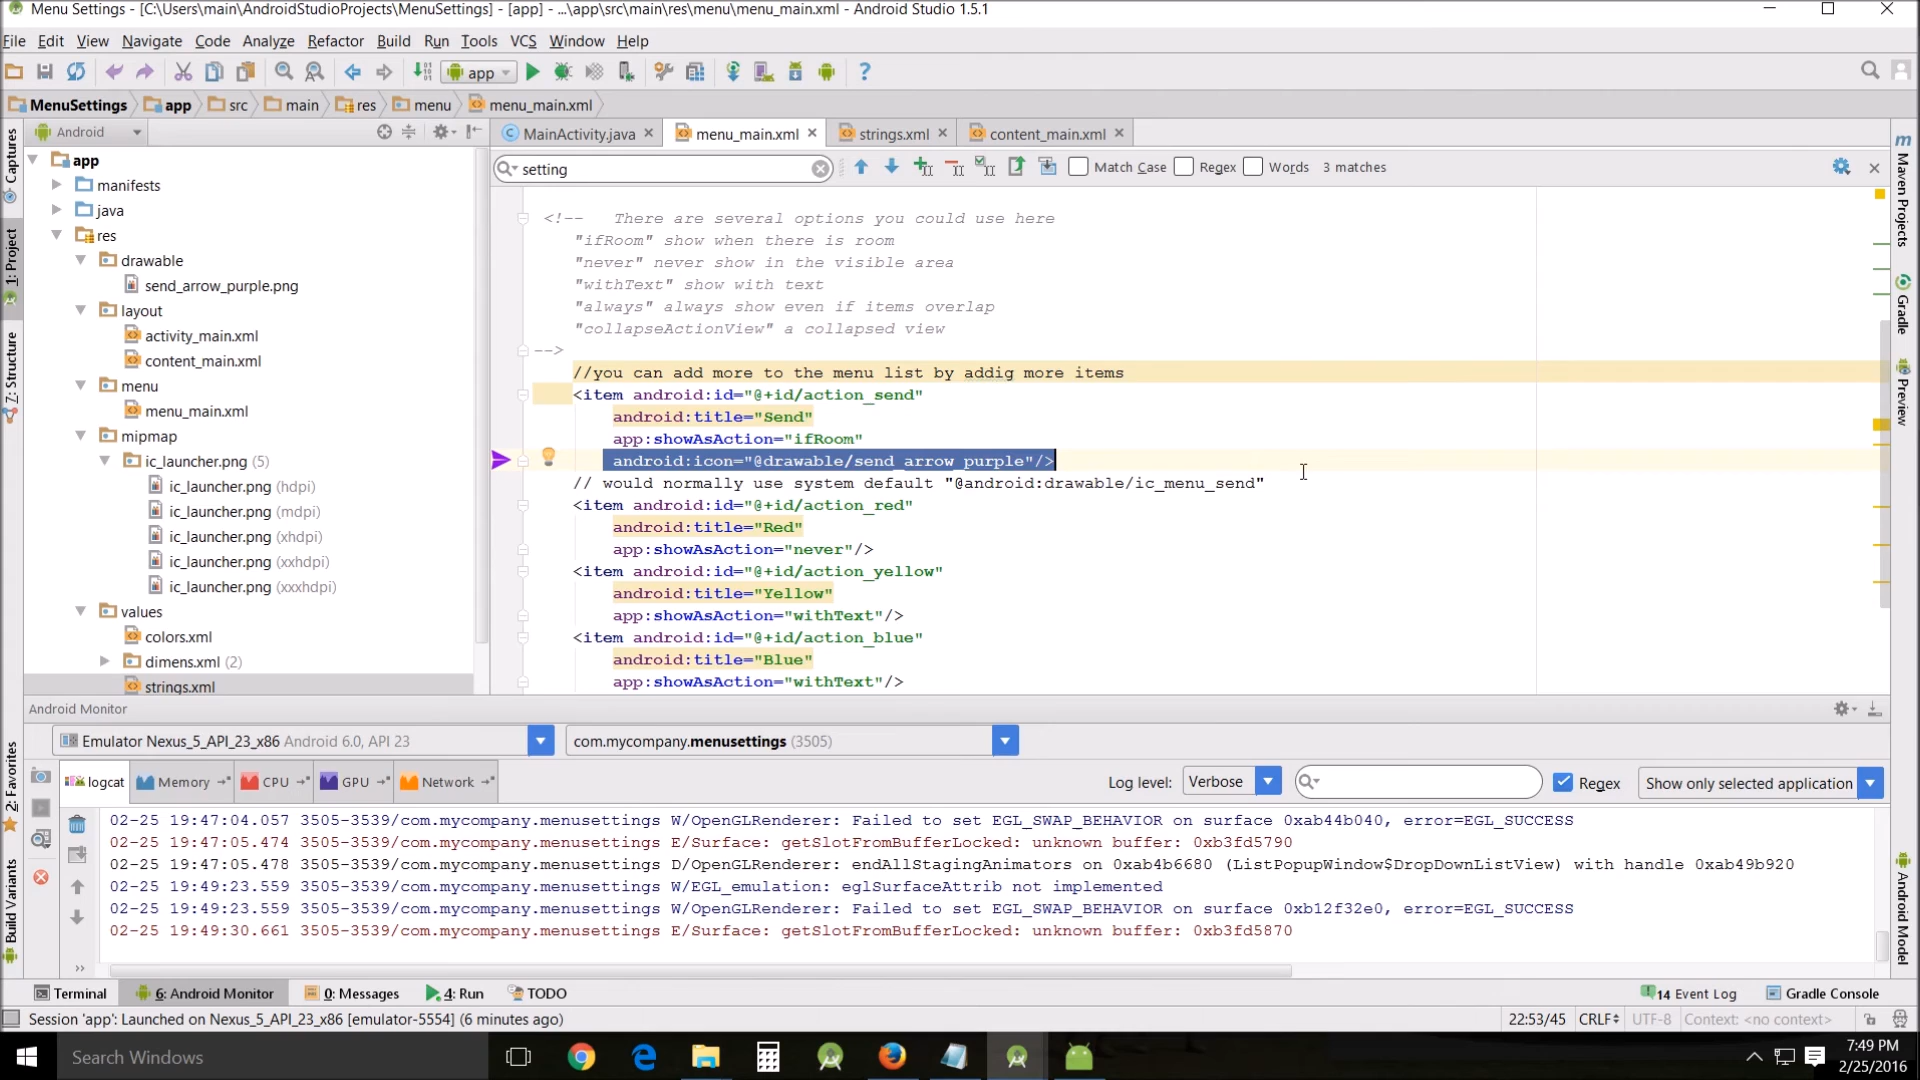 Menu Settings - [C:\Users\main\AndroidStudioProjects\MenuSettings] - [app] - ...\app\src\main\res\menu\menu_main.xml - Android Studio 1.5.1
File Edit View Navigate Code Analyze Refactor Build Run Tools VCS Window Help
app
MenuSettings app src main res menu menu_main.xml
Android
MainActivity.java menu_main.xml strings.xml content_main.xml
setting
Match Case Regex Words 3 matches
Captures
1: Project
7: Structure
2: Favorites
Build Variants
app
manifests
java
res
drawable
send_arrow_purple.png
layout
activity_main.xml
content_main.xml
menu
menu_main.xml
mipmap
ic_launcher.png (5)
ic_launcher.png (hdpi)
ic_launcher.png (mdpi)
ic_launcher.png (xhdpi)
ic_launcher.png (xxhdpi)
ic_launcher.png (xxxhdpi)
values
colors.xml
dimens.xml (2)
strings.xml
<!-- There are several options you could use here
"ifRoom" show when there is room
"never" never show in the visible area
"withText" show with text
"always" always show even if items overlap
"collapseActionView" a collapsed view
-->
//you can add more to the menu list by addig more items
<item android:id="@+id/action_send"
android:title="Send"
app:showAsAction="ifRoom"
android:icon="@drawable/send_arrow_purple"/>
// would normally use system default "@android:drawable/ic_menu_send"
<item android:id="@+id/action_red"
android:title="Red"
app:showAsAction="never"/>
<item android:id="@+id/action_yellow"
android:title="Yellow"
app:showAsAction="withText"/>
<item android:id="@+id/action_blue"
android:title="Blue"
app:showAsAction="withText"/>
m Maven Projects
Gradle
Preview
Android Model
Android Monitor
Emulator Nexus_5_API_23_x86 Android 6.0, API 23
com.mycompany.menusettings (3505)
logcat Memory CPU GPU Network
Log level: Verbose
Regex
Show only selected application
02-25 19:47:04.057 3505-3539/com.mycompany.menusettings W/OpenGLRenderer: Failed to set EGL_SWAP_BEHAVIOR on surface 0xab44b040, error=EGL_SUCCESS
02-25 19:47:05.474 3505-3539/com.mycompany.menusettings E/Surface: getSlotFromBufferLocked: unknown buffer: 0xb3fd5790
02-25 19:47:05.478 3505-3539/com.mycompany.menusettings D/OpenGLRenderer: endAllStagingAnimators on 0xab4b6680 (ListPopupWindow$DropDownListView) with handle 0xab49b920
02-25 19:49:23.559 3505-3539/com.mycompany.menusettings W/EGL_emulation: eglSurfaceAttrib not implemented
02-25 19:49:23.559 3505-3539/com.mycompany.menusettings W/OpenGLRenderer: Failed to set EGL_SWAP_BEHAVIOR on surface 0xb12f32e0, error=EGL_SUCCESS
02-25 19:49:30.661 3505-3539/com.mycompany.menusettings E/Surface: getSlotFromBufferLocked: unknown buffer: 0xb3fd5870
Terminal 6: Android Monitor 0: Messages 4: Run TODO
14 Event Log Gradle Console
Session 'app': Launched on Nexus_5_API_23_x86 [emulator-5554] (6 minutes ago)
22:53/45 CRLF UTF-8 Context: <no context>
Search Windows
7:49 PM
2/25/2016